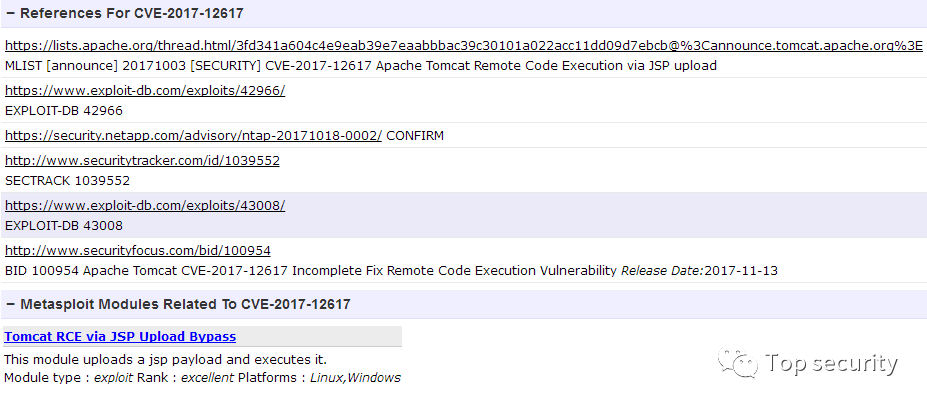 − References For CVE-2017-12617
https://lists.apache.org/thread.html/3fd341a604c4e9eab39e7eaabbbac39c30101a022acc11dd09d7ebcb@%3Cannounce.tomcat.apache.org%3E
MLIST [announce] 20171003 [SECURITY] CVE-2017-12617 Apache Tomcat Remote Code Execution via JSP upload
https://www.exploit-db.com/exploits/42966/
EXPLOIT-DB 42966
https://security.netapp.com/advisory/ntap-20171018-0002/ CONFIRM
http://www.securitytracker.com/id/1039552
SECTRACK 1039552
https://www.exploit-db.com/exploits/43008/
EXPLOIT-DB 43008
http://www.securityfocus.com/bid/100954
BID 100954 Apache Tomcat CVE-2017-12617 Incomplete Fix Remote Code Execution Vulnerability Release Date:2017-11-13
− Metasploit Modules Related To CVE-2017-12617
Tomcat RCE via JSP Upload Bypass
This module uploads a jsp payload and executes it.
Module type : exploit Rank : excellent Platforms : Linux,Windows
Top security